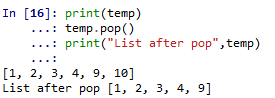 In [16]: print(temp)
    ...: temp.pop()
    ...: print("List after pop",temp)
    ...:
[1, 2, 3, 4, 9, 10]
List after pop [1, 2, 3, 4, 9]